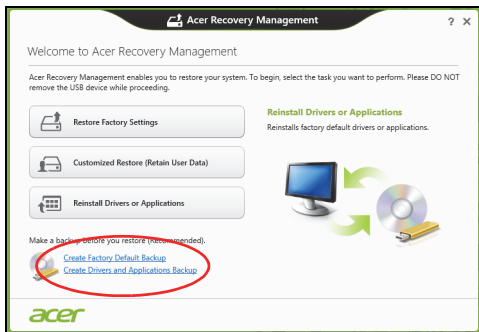 Acer Recovery Management
? ×
Welcome to Acer Recovery Management
Acer Recovery Management enables you to restore your system. To begin, select the task you want to perform. Please DO NOT
remove the USB device while proceeding.
Restore Factory Settings
Customized Restore (Retain User Data)
Reinstall Drivers or Applications
Reinstall Drivers or Applications
Reinstalls factory default drivers or applications.
Make a backup before you restore (Recommended).
Create Factory Default Backup
Create Drivers and Applications Backup
acer